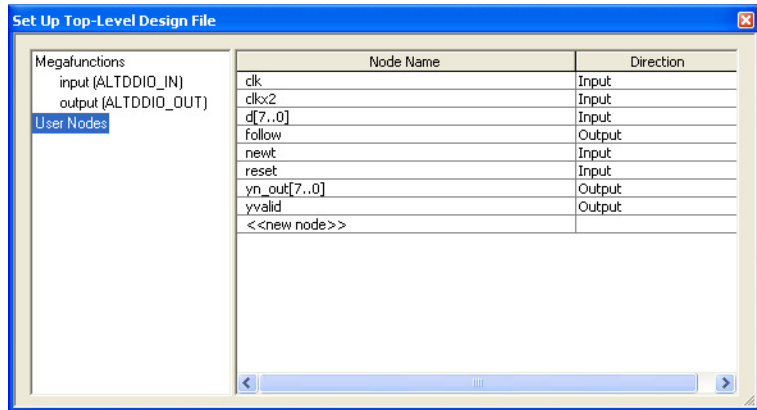 Set Up Top-Level Design File
Megafunctions
input (ALTDDIO_IN)
output (ALTDDIO_OUT)
User Nodes
Node Name Direction
clk Input
clkx2 Input
d[7..0] Input
follow Output
newt Input
reset Input
yn_out[7..0] Output
yvalid Output
<<new node>>